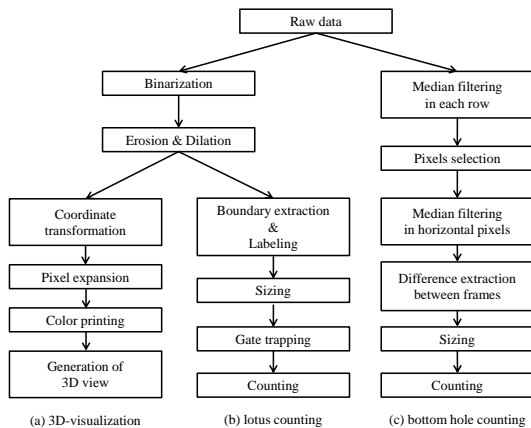 Raw data
Binarization
Erosion & Dilation
Coordinate
transformation
Pixel expansion
Color printing
Generation of
3D view
(a) 3D-visualization
Boundary extraction
&
Labeling
Sizing
Gate trapping
Counting
(b) lotus counting
Median filtering
in each row
Pixels selection
Median filtering
in horizontal pixels
Difference extraction
between frames
Sizing
Counting
(c) bottom hole counting